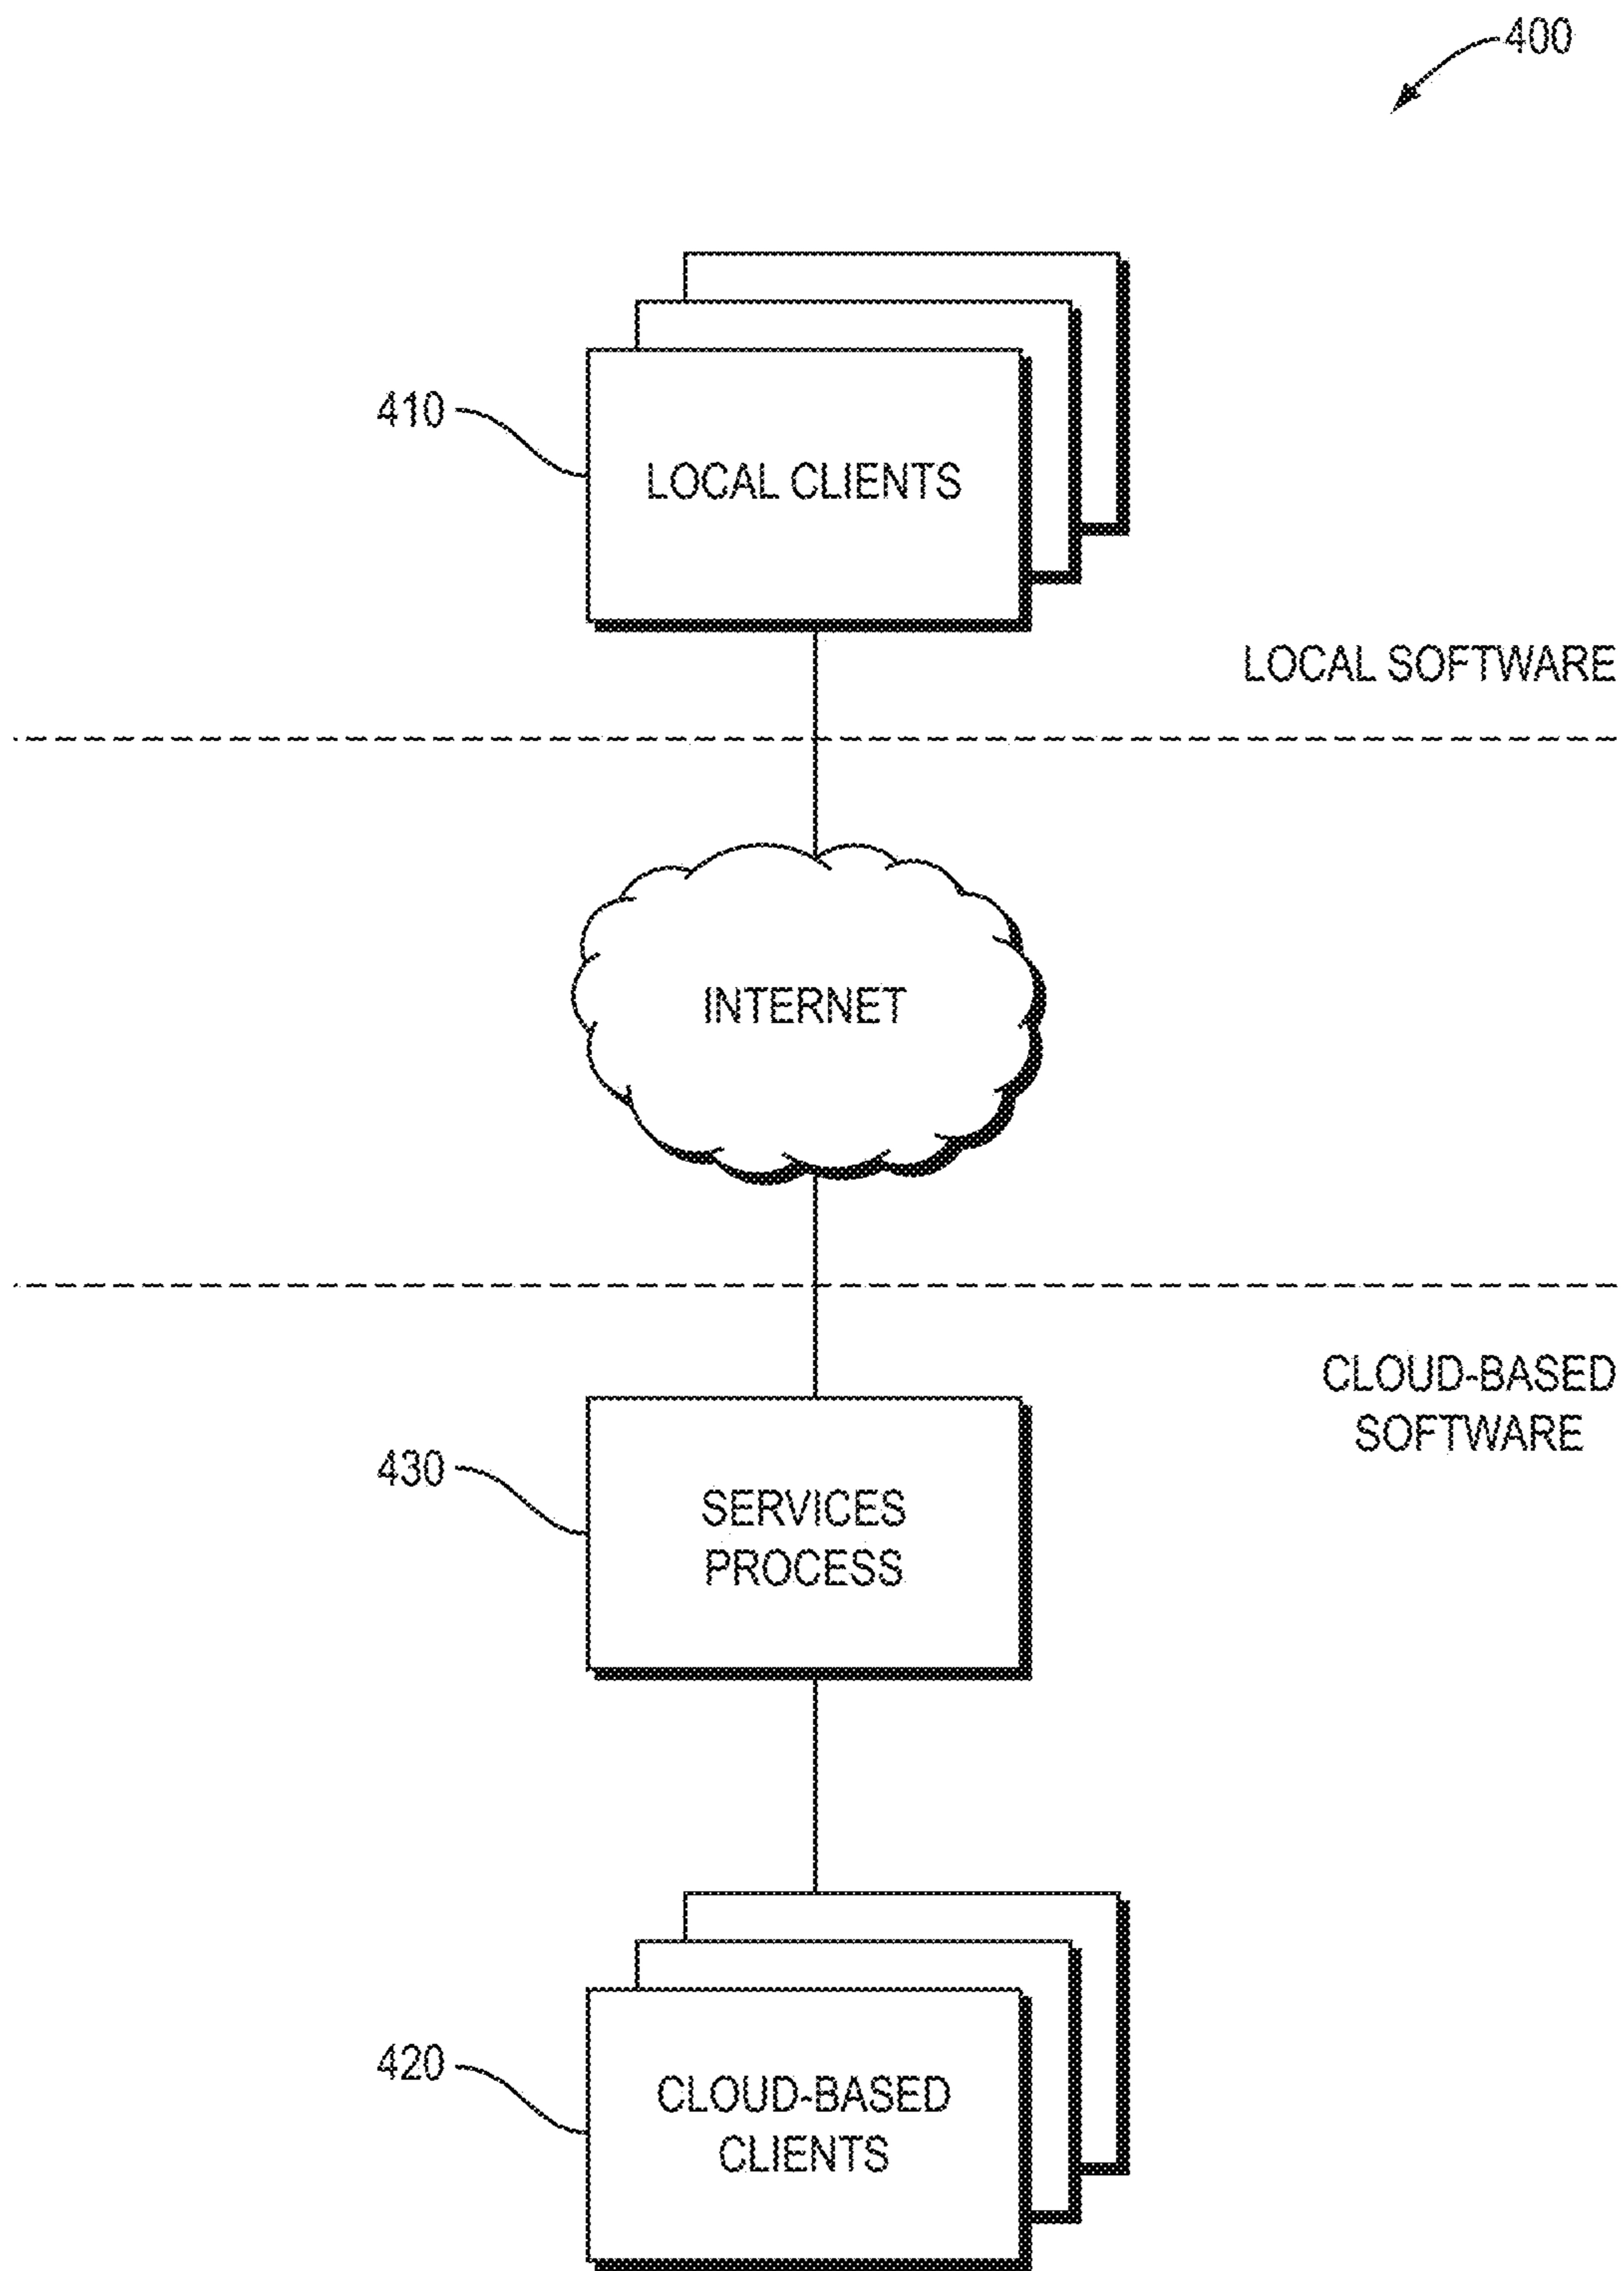 400
410
LOCAL CLIENTS
LOCAL SOFTWARE
INTERNET
CLOUD-BASED
SOFTWARE
430
SERVICES
PROCESS
420
CLOUD-BASED
CLIENTS